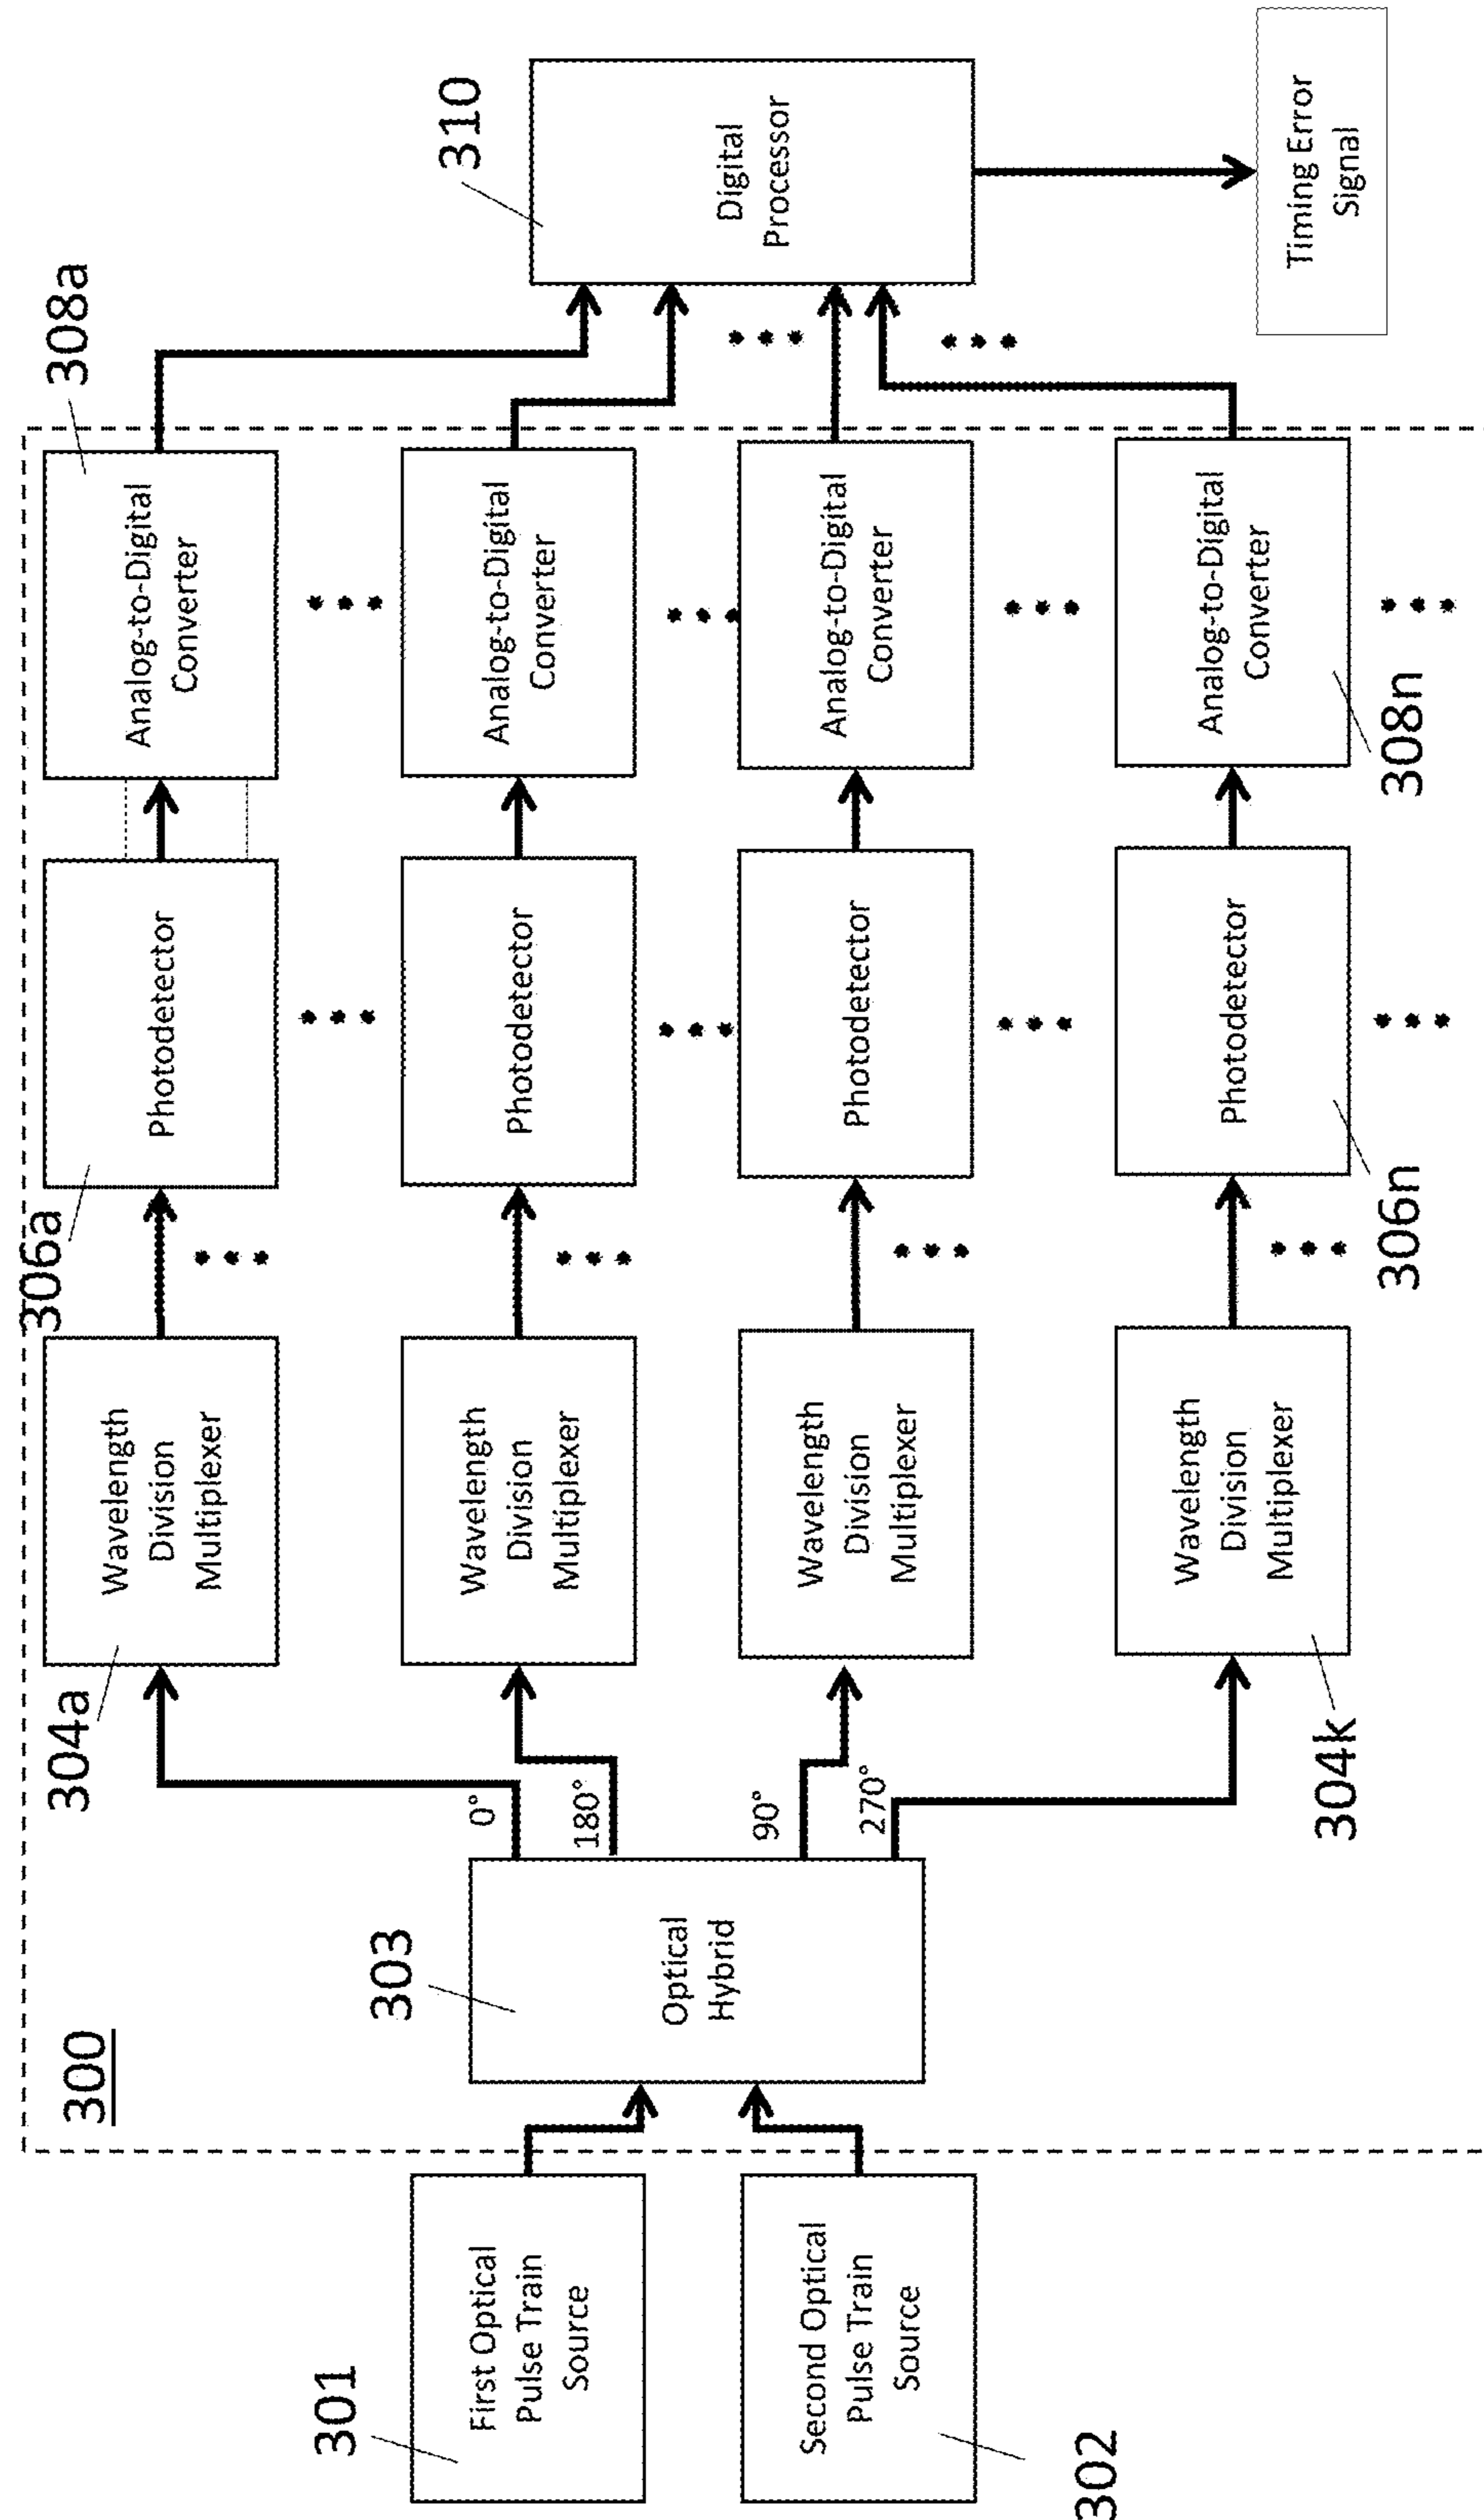 300
301
First Optical
Pulse Train
Source
302
Second Optical
Pulse Train
Source
303
Optical
Hybrid
0°
180°
90°
270°
304a
Wavelength
Division
Multiplexer
Wavelength
Division
Multiplexer
Wavelength
Division
Multiplexer
304k
Wavelength
Division
Multiplexer
306a
Photodetector
Photodetector
Photodetector
306n
Photodetector
308a
Analog-to-Digital
Converter
Analog-to-Digital
Converter
Analog-to-Digital
Converter
308n
Analog-to-Digital
Converter
310
Digital
Processor
Timing Error
Signal